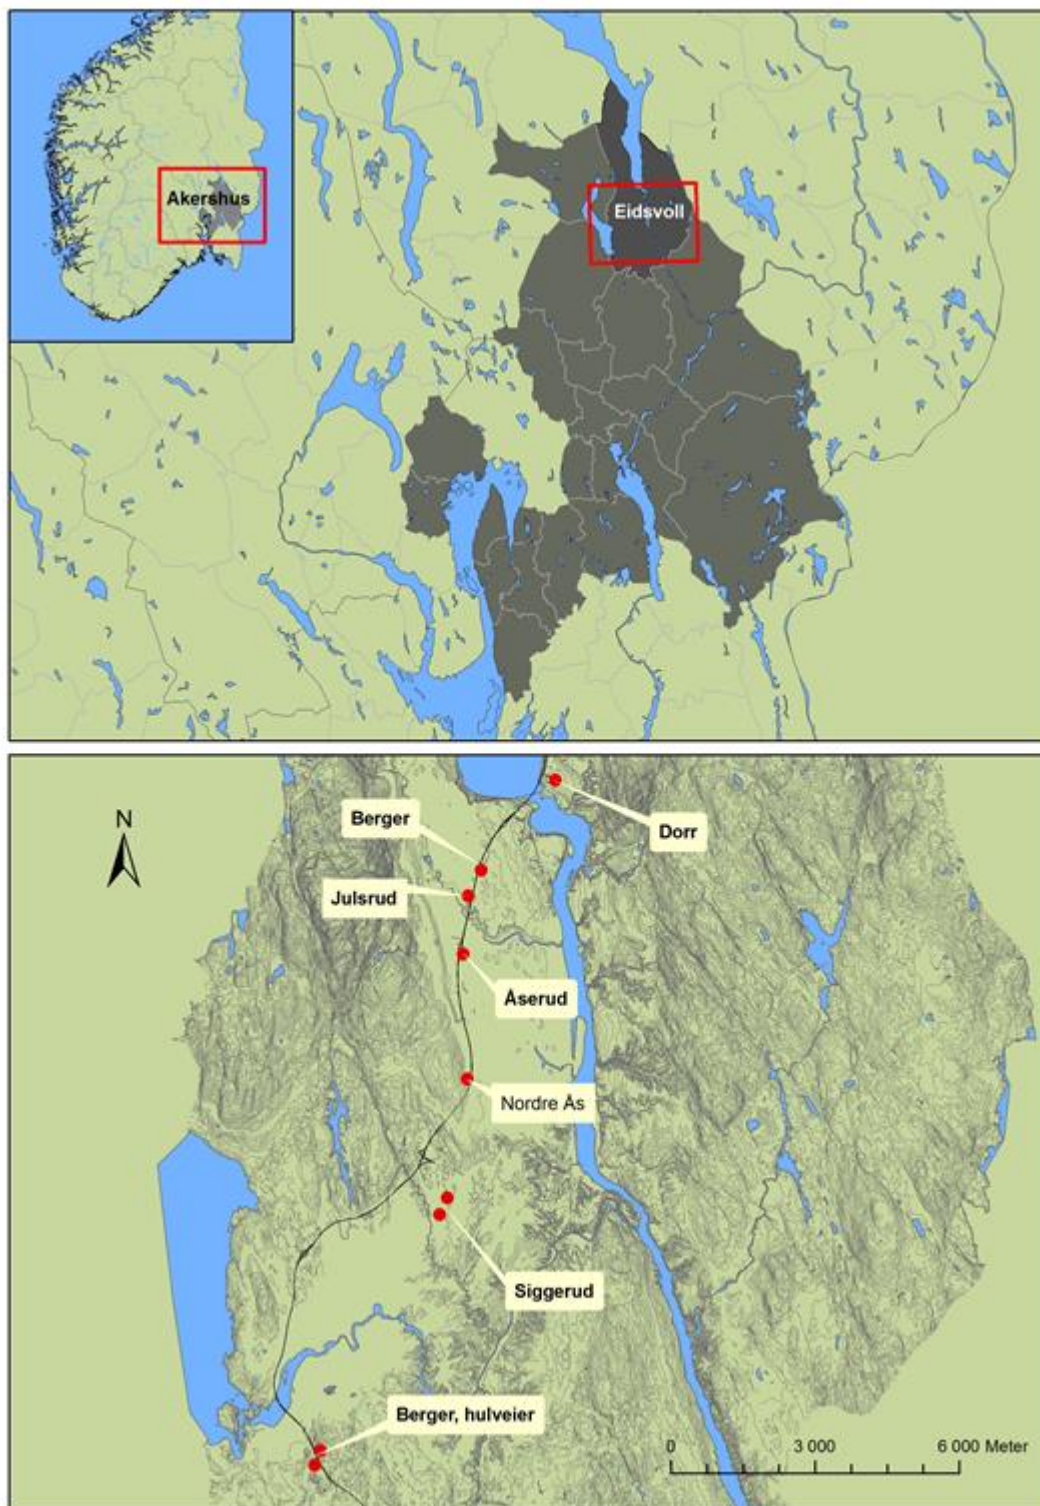 Akershus
Eidsvoll
N
Berger
Dorr
Julsrud
Åserud
Nordre Ås
Siggerud
Berger, hulveier
0 3 000 6 000 Meter